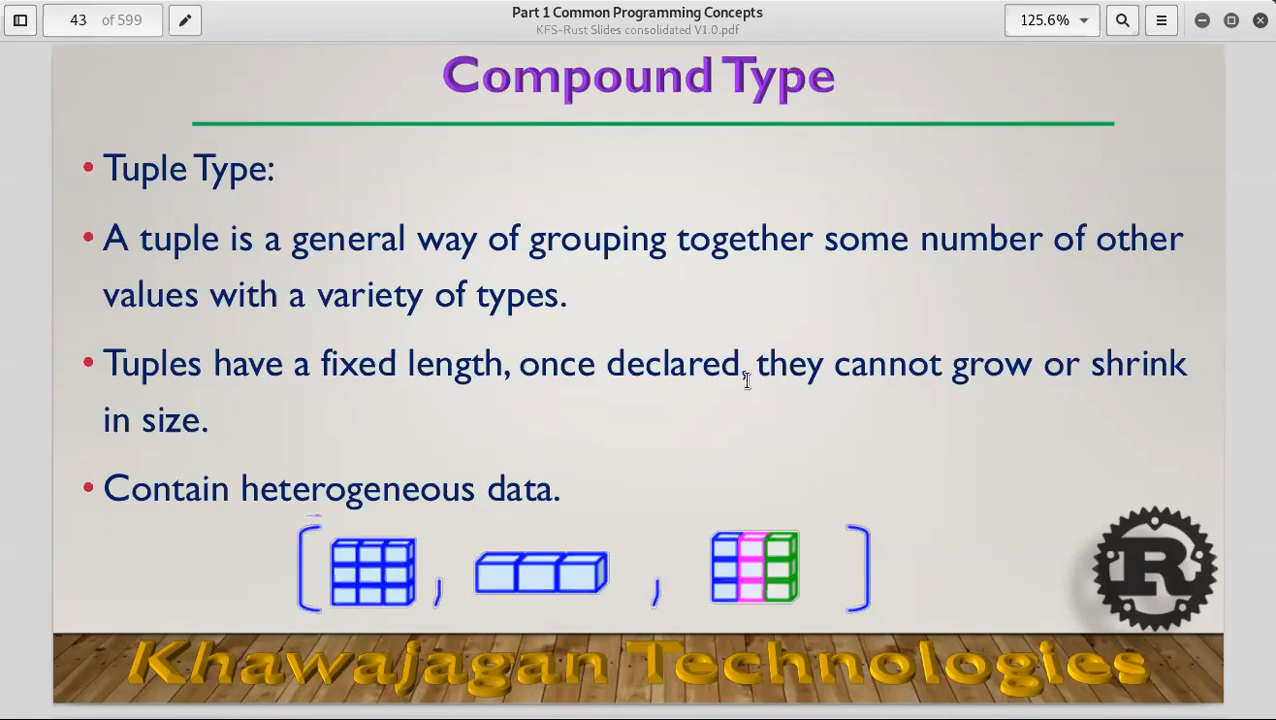 43 of 599
Part 1 Common Programming Concepts
KFS-Rust Slides consolidated V1.0.pdf
125.6%
Compound Type
• Tuple Type:
• A tuple is a general way of grouping together some number of other
values with a variety of types.
• Tuples have a fixed length, once declared, they cannot grow or shrink
in size.
• Contain heterogeneous data.
[ , , ]
R
Khawajagan Technologies